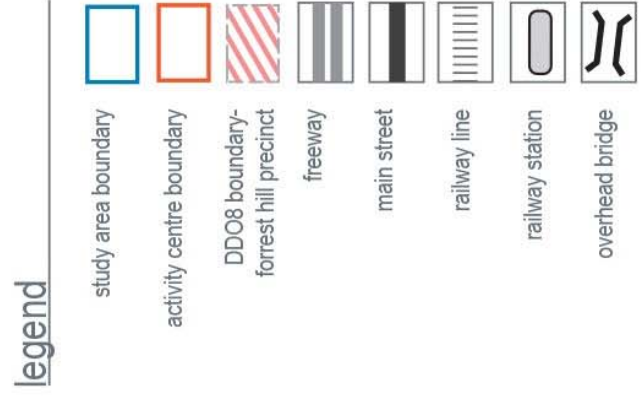 legend
study area boundary
activity centre boundary
DDO8 boundary-
forrest hill precinct
freeway
main street
railway line
railway station
overhead bridge